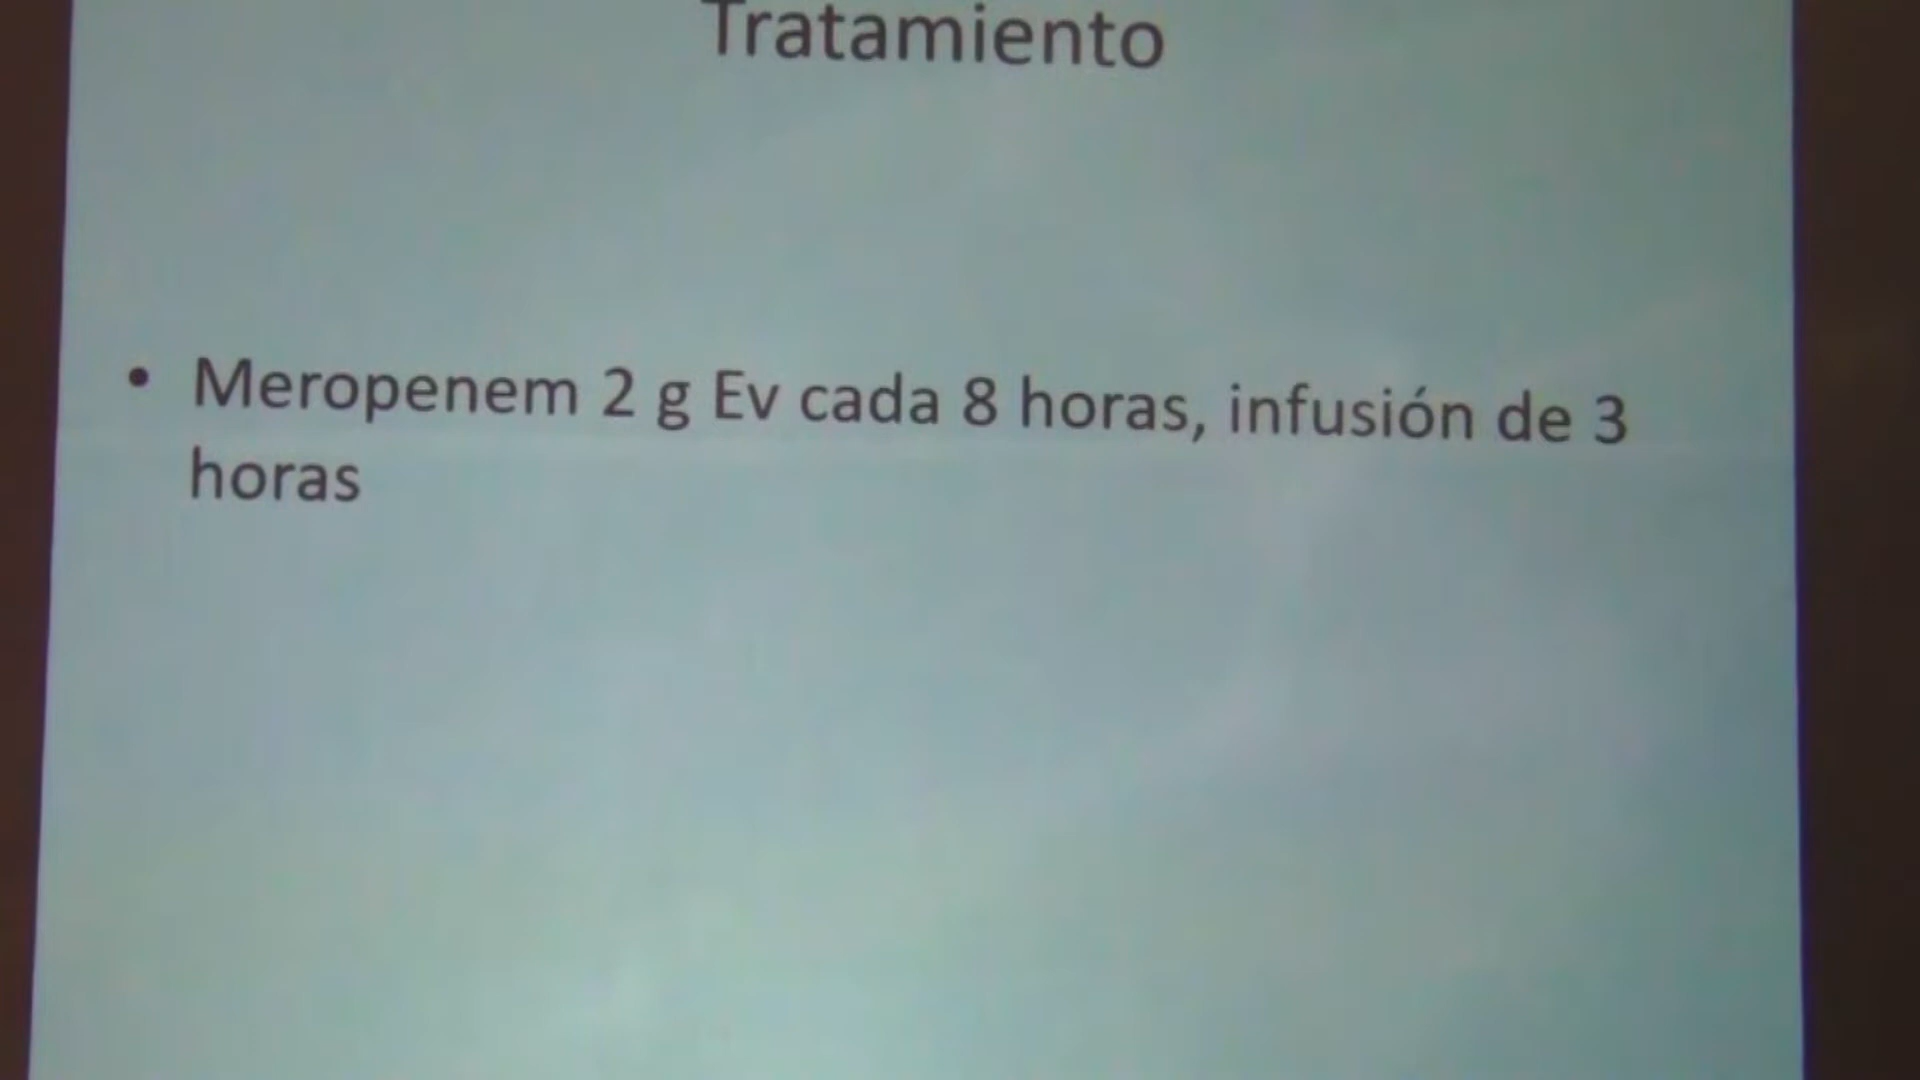 Tratamiento
• Meropenem 2 g Ev cada 8 horas, infusión de 3
horas